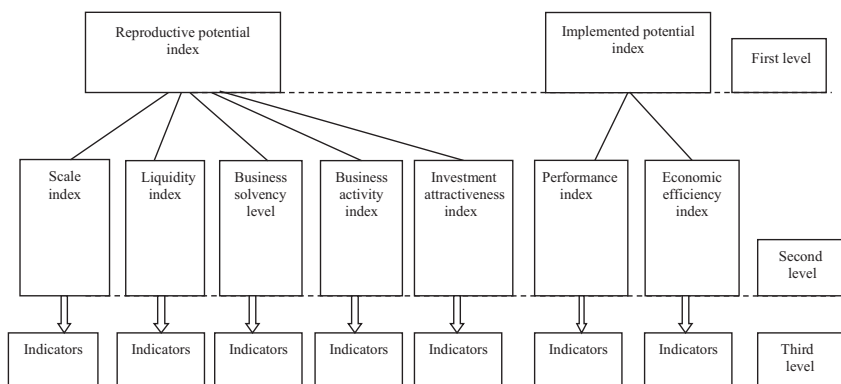 Reproductive potential
index
Implemented potential
index
First level
Scale
index
Liquidity
index
Business
solvency
level
Business
activity
index
Investment
attractiveness
index
Performance
index
Economic
efficiency
index
Second
level
Indicators
Indicators
Indicators
Indicators
Indicators
Indicators
Indicators
Third
level